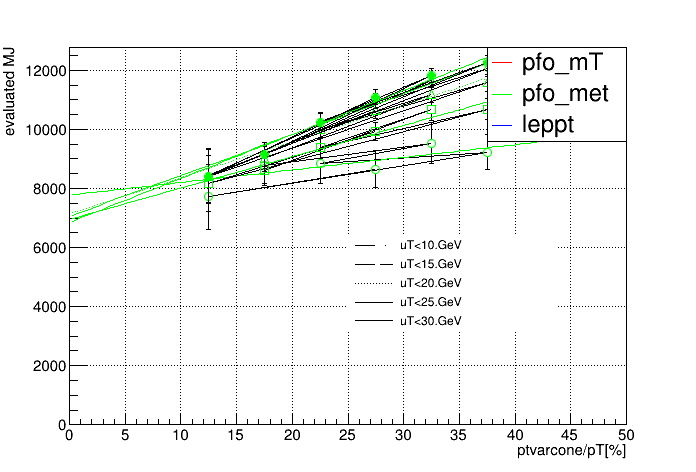 evaluated MJ
12000
10000
8000
6000
4000
2000
0
pfo_mT
pfo_met
leppt
uT<10.GeV
uT<15.GeV
uT<20.GeV
uT<25.GeV
uT<30.GeV
0 5 10 15 20 25 30 35 40 45 50
ptvarcone/pT[%]